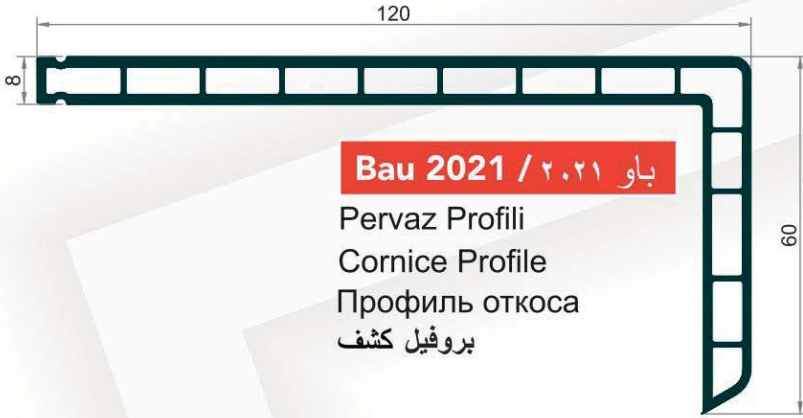 120
8
Bau 2021 / باو ٢٠٢١
60
Pervaz Profili
Cornice Profile
Профиль откоса
بروفيل كشف